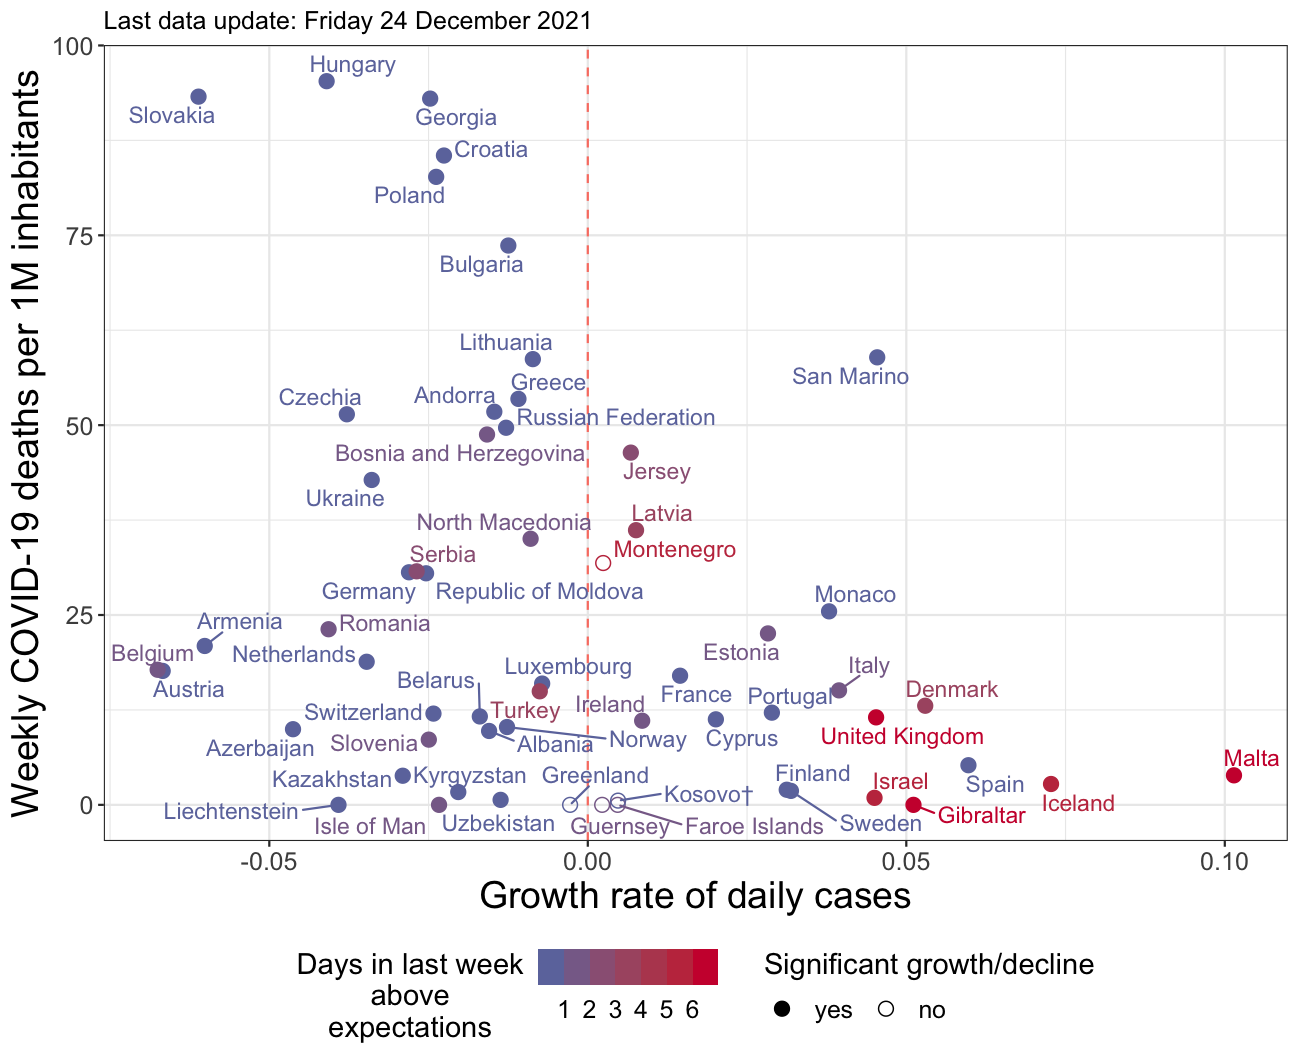 Last data update: Friday 24 December 2021
Weekly COVID-19 deaths per 1M inhabitants
100
75
50
25
0
Hungary
Slovakia
Georgia
Croatia
Poland
Bulgaria
Lithuania
San Marino
Greece
Czechia
Andorra
Russian Federation
Bosnia and Herzegovina
Jersey
Ukraine
Latvia
North Macedonia
Montenegro
Serbia
Germany
Republic of Moldova
Monaco
Armenia
Romania
Belgium
Netherlands
Estonia
Luxembourg
Italy
Belarus
Austria
France
Portugal
Denmark
Ireland
Turkey
Switzerland
United Kingdom
Cyprus
Norway
Slovenia
Albania
Azerbaijan
Malta
Kazakhstan
Kyrgyzstan
Greenland
Finland
Israel
Spain
Kosovo†
Iceland
Liechtenstein
Gibraltar
Isle of Man
Uzbekistan
Guernsey
Faroe Islands
Sweden
-0.05
0.00
0.05
0.10
Growth rate of daily cases
Days in last week
above
expectations
1 2 3 4 5 6
Significant growth/decline
yes
no